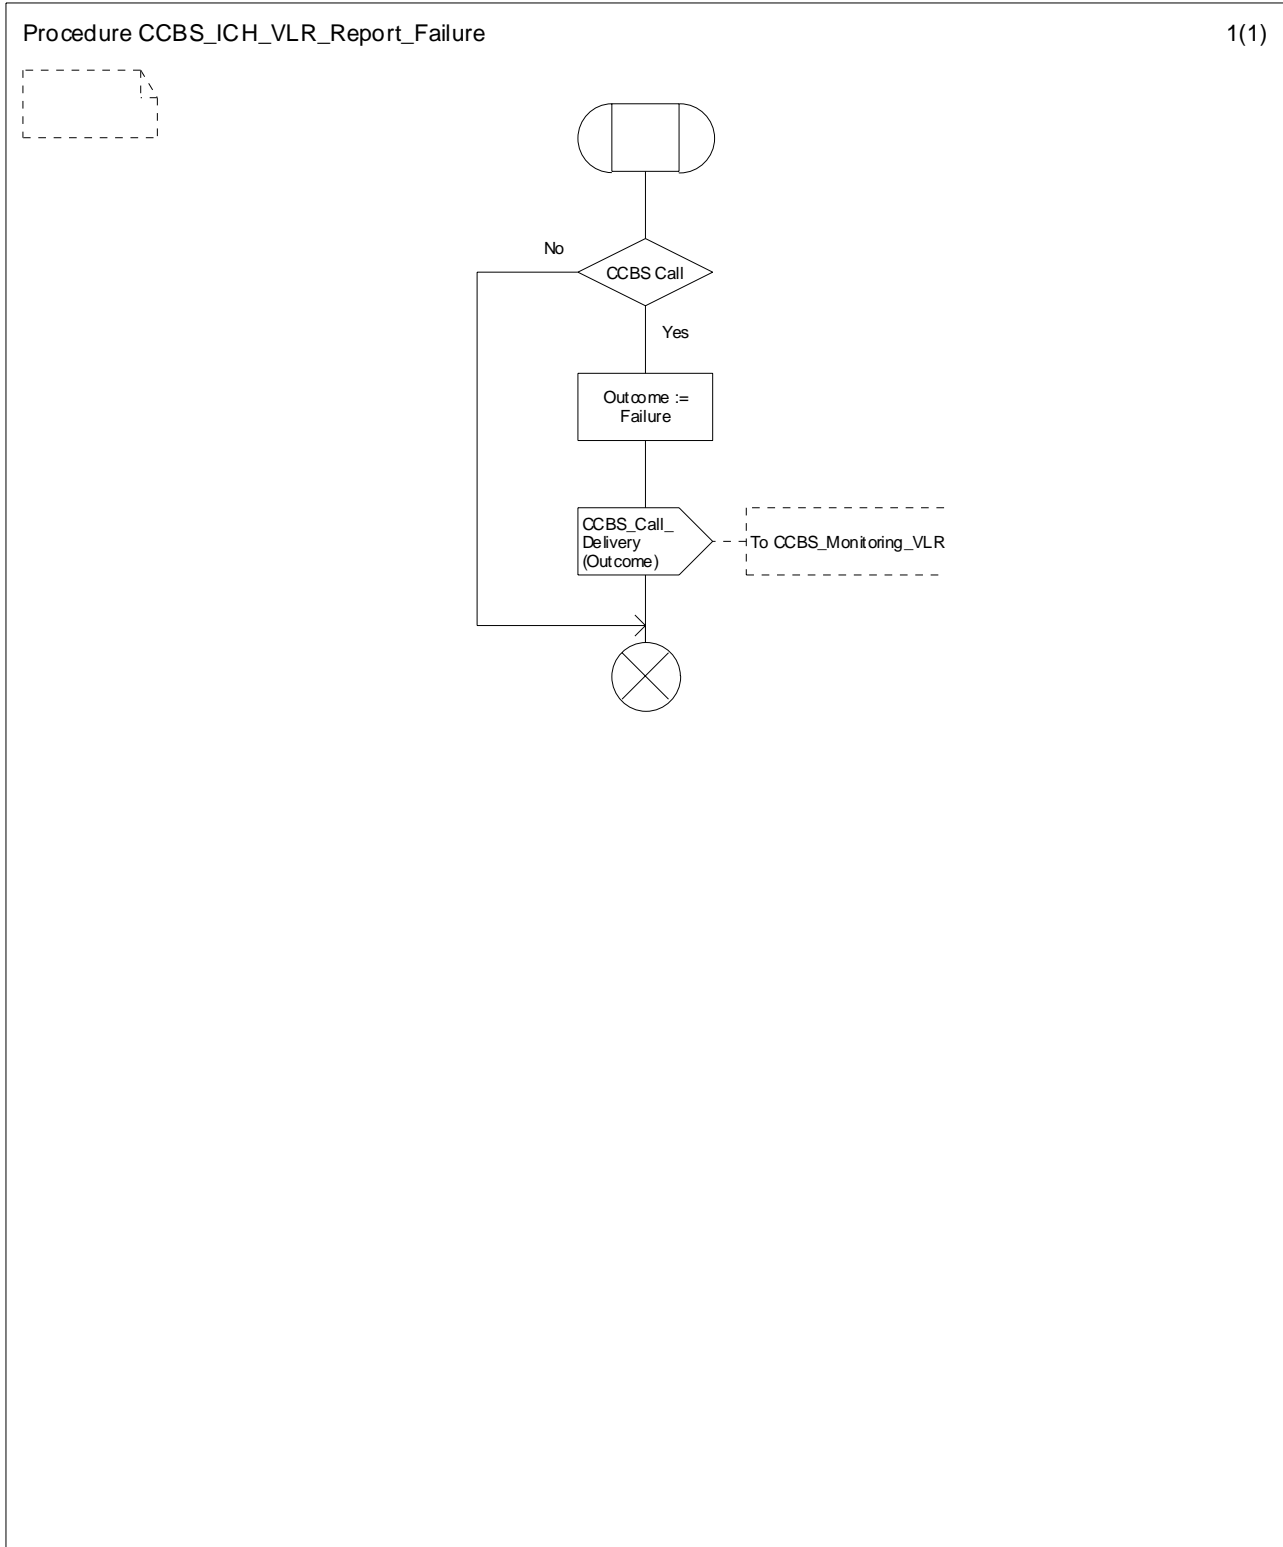 Procedure CCBS_ICH_VLR_Report_Failure
1(1)
No
CCBS Call
Yes
Outcome :=
Failure
CCBS_Call_
Delivery
(Outcome)
To CCBS_Monitoring_VLR